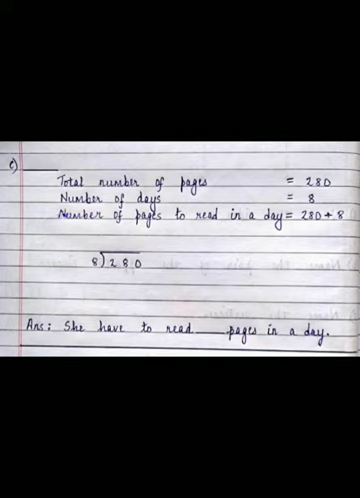 c)
Total number of pages = 280
Number of days = 8
Number of pages to read in a day = 280 ÷ 8
8)280
Ans: She have to read ____ pages in a day.